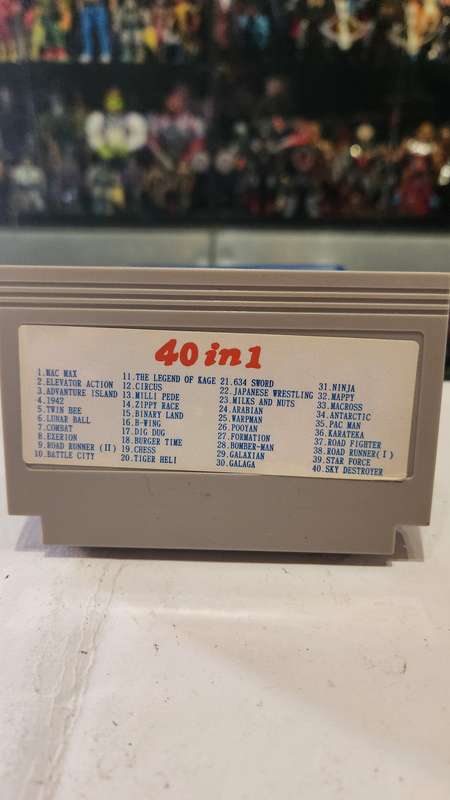 40 in 1
1.MAC MAX
2.ELEVATOR ACTION
3.ADVANTURE ISLAND
4.1942
5.TWIN BEE
6.LUNAR BALL
7.COMBAT
8.EXERION
9.ROAD RUNNER (II)
10.BATTLE CITY
11.THE LEGEND OF KAGE
12.CIRCUS
13.MILLI PEDE
14.ZIPPY RACE
15.BINARY LAND
16.B-WING
17.DIG DUG
18.BURGER TIME
19.CHESS
20.TIGER HELI
21.634 SWORD
22.JAPANESE WRESTLING
23.MILKS AND NUTS
24.ARABIAN
25.WARPMAN
26.POOYAN
27.FORMATION
28.BOMBER-MAN
29.GALAXIAN
30.GALAGA
31.NINJA
32.MAPPY
33.MACROSS
34.ANTARCTIC
35.PAC MAN
36.KARATEKA
37.ROAD FIGHTER
38.ROAD RUNNER(I)
39.STAR FORCE
40.SKY DESTROYER